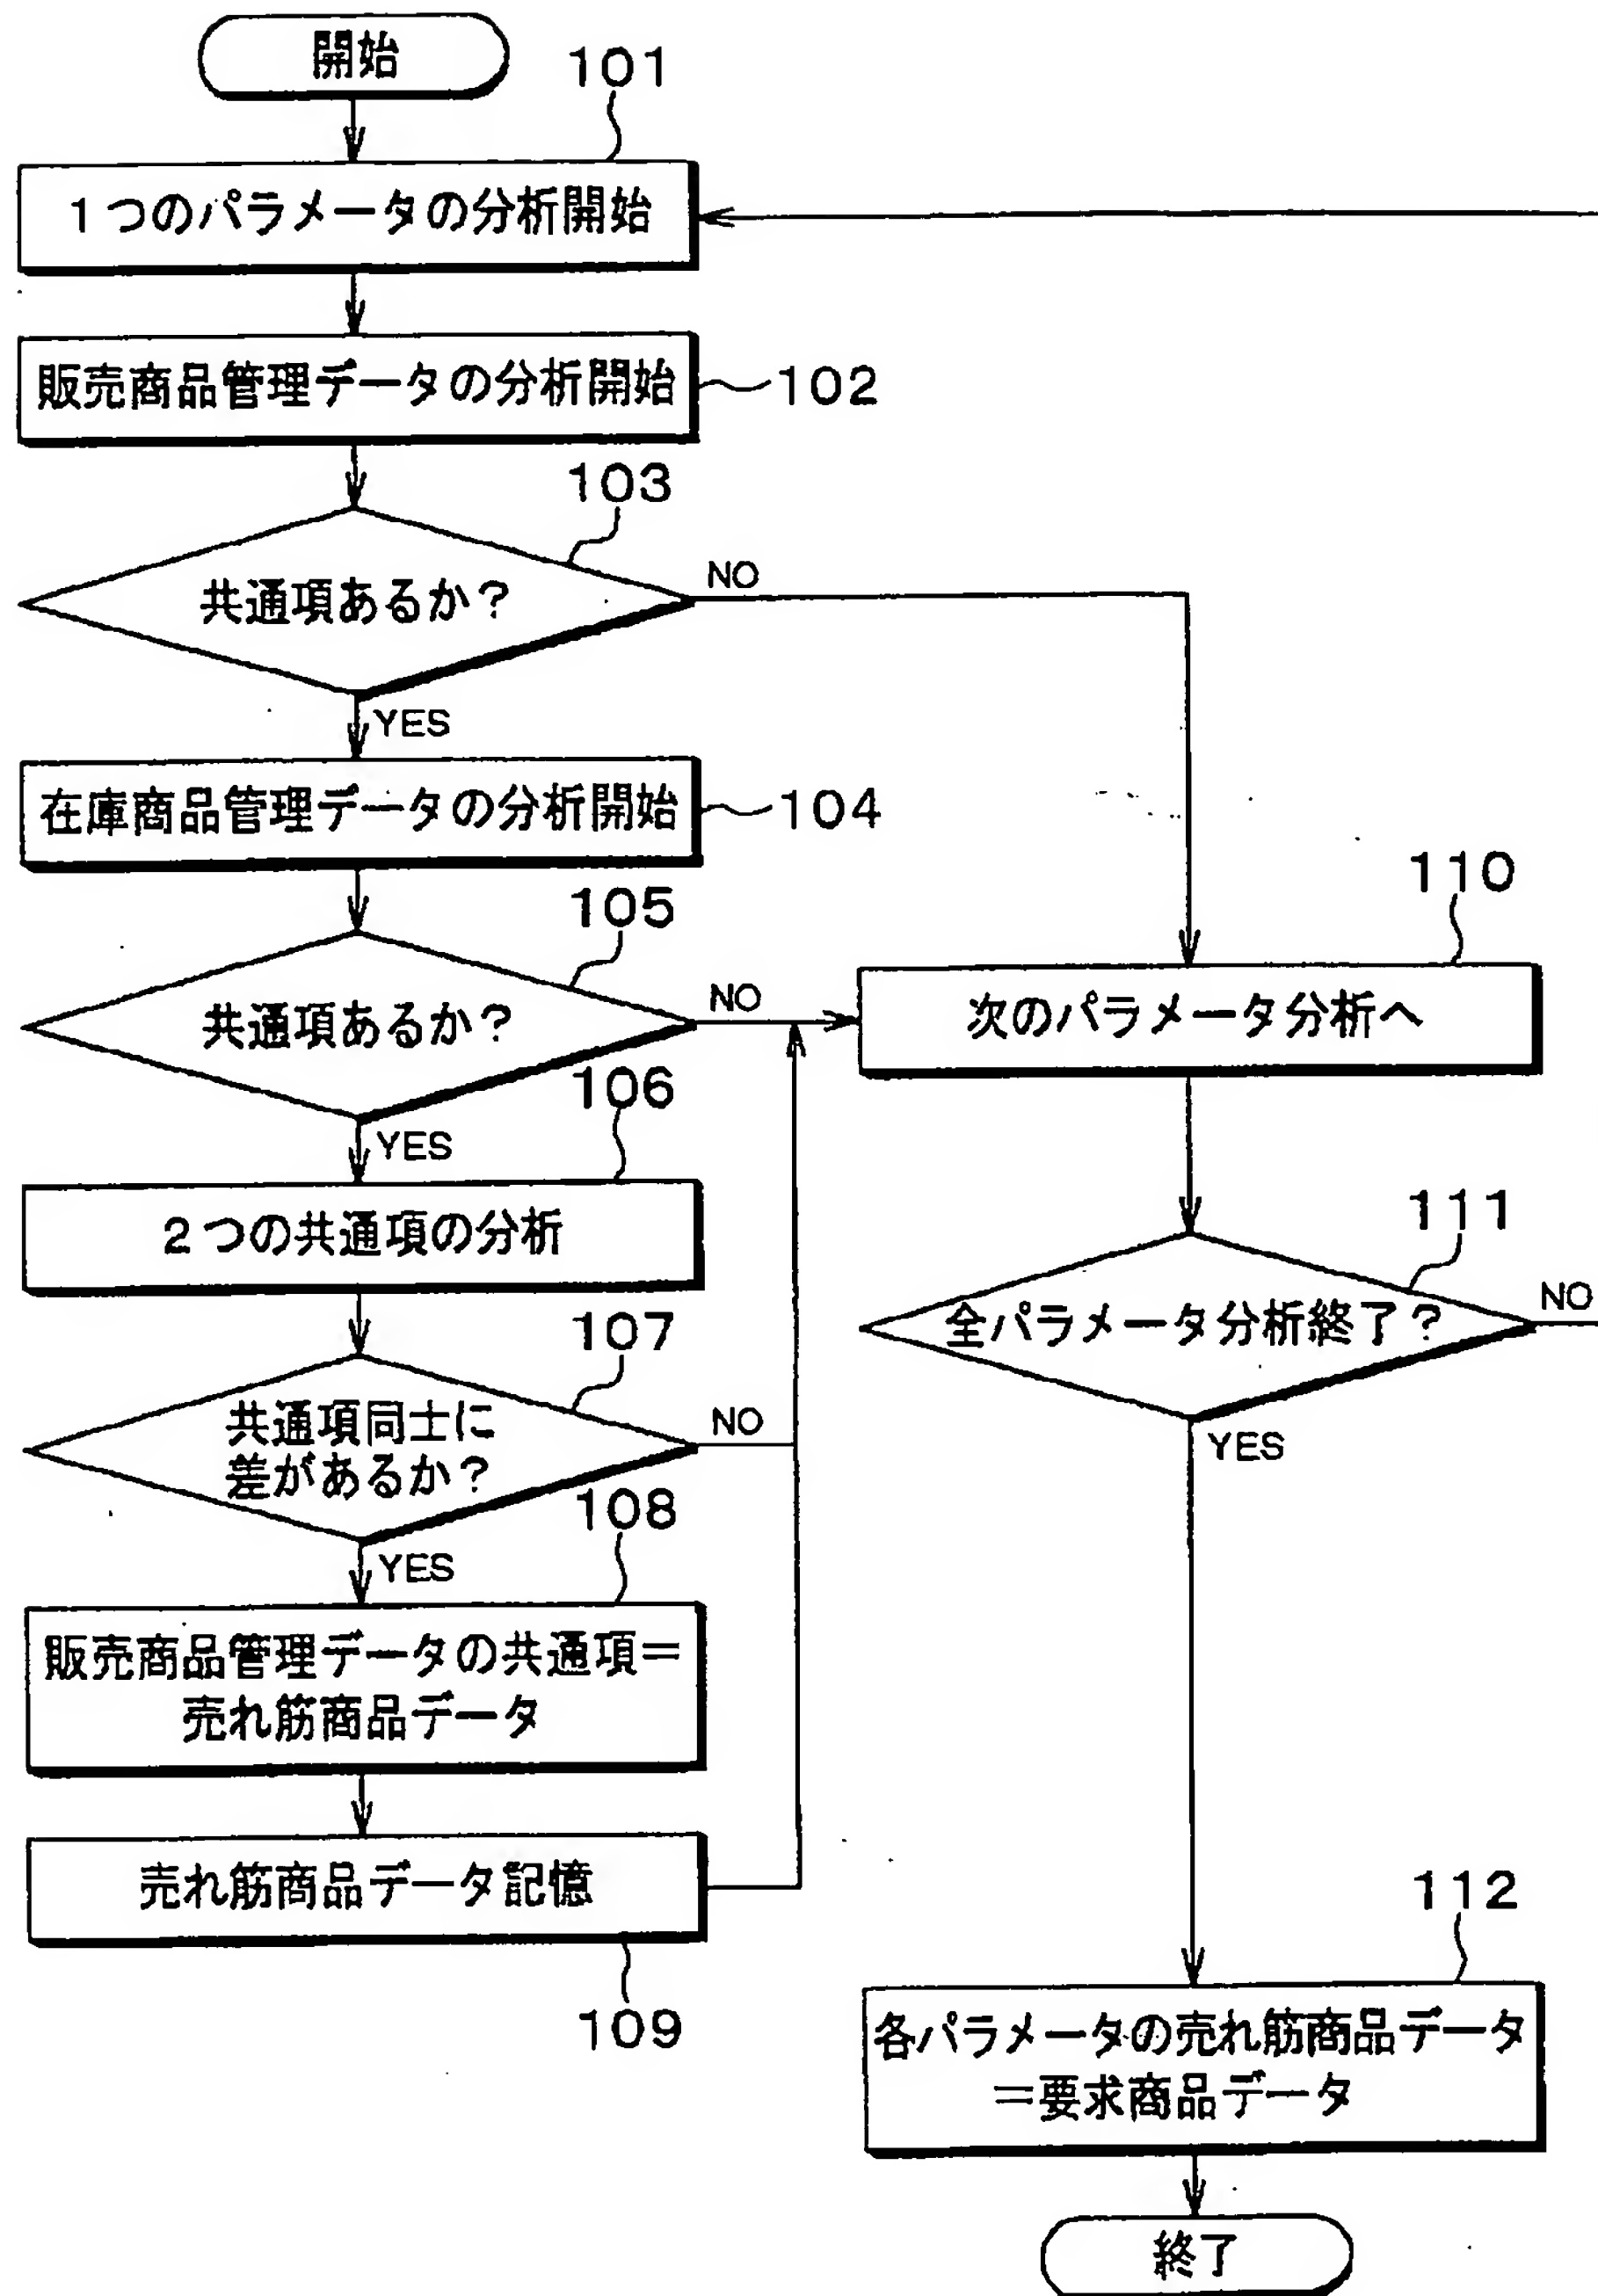 開始
101
1つのパラメータの分析開始
販売商品管理データの分析開始
102
103
共通項あるか?
NO
YES
在庫商品管理データの分析開始
104
105
共通項あるか?
NO
YES
106
2つの共通項の分析
107
共通項同士に
差があるか?
NO
YES
108
販売商品管理データの共通項=
売れ筋商品データ
売れ筋商品データ記憶
109
110
次のパラメータ分析へ
111
全パラメータ分析終了?
NO
YES
112
各パラメータの売れ筋商品データ
=要求商品データ
終了